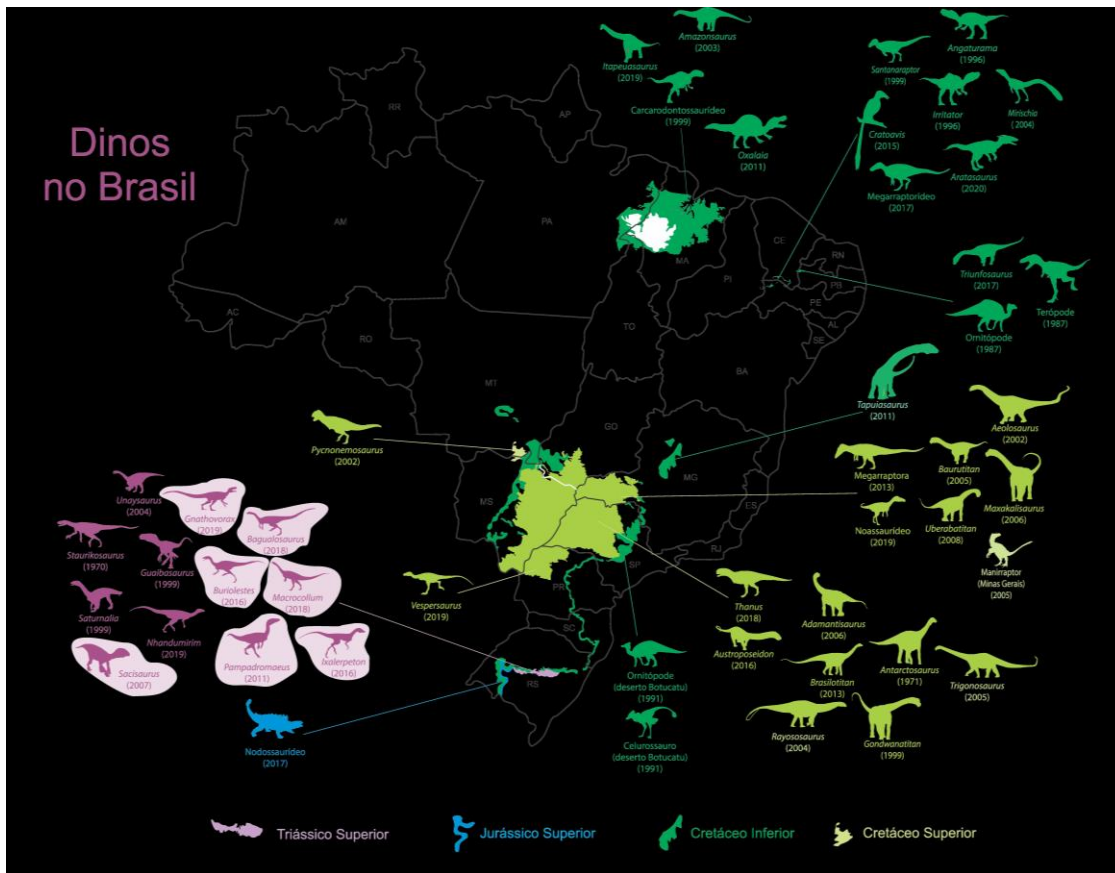 Dinos
no Brasil
Amazonsaurus
(2003)
Itapeuasaurus
(2019)
Carcarodontossaurídeo
(1999)
Oxalaia
(2011)
Angaturama
(1996)
Santanaraptor
(1999)
Irritator
(1996)
Mirischia
(2004)
Cratoavis
(2015)
Aratasaurus
(2020)
Megarraptorídeo
(2017)
RR
AP
AM
PA
MA
CE
RN
PB
PI
PE
AL
SE
AC
RO
TO
BA
MT
GO
MG
ES
MS
RJ
SP
PR
SC
RS
Triunfosaurus
(2017)
Terópode
(1987)
Ornitópode
(1987)
Tapuiasaurus
(2011)
Pycnonemosaurus
(2002)
Aeolosaurus
(2002)
Megarraptora
(2013)
Baurutitan
(2005)
Maxakalisaurus
(2006)
Noassaurídeo
(2019)
Uberabatitan
(2008)
Manirraptor
(Minas Gerais)
(2005)
Unaysaurus
(2004)
Gnathovorax
(2019)
Bagualasaurus
(2018)
Staurikosaurus
(1970)
Guaibasaurus
(1999)
Buriolestes
(2016)
Macrocollum
(2018)
Saturnalia
(1999)
Nhandumirim
(2019)
Sacisaurus
(2007)
Pampadromaeus
(2011)
Ixalerpeton
(2016)
Vespersaurus
(2019)
Thanus
(2018)
Adamantisaurus
(2006)
Austroposeidon
(2016)
Brasilotitan
(2013)
Antarctosaurus
(1971)
Trigonosaurus
(2005)
Rayososaurus
(2004)
Gondwanatitan
(1999)
Nodossaurídeo
(2017)
Ornitópode
(deserto Botucatu)
(1991)
Celurossauro
(deserto Botucatu)
(1991)
Triássico Superior
Jurássico Superior
Cretáceo Inferior
Cretáceo Superior